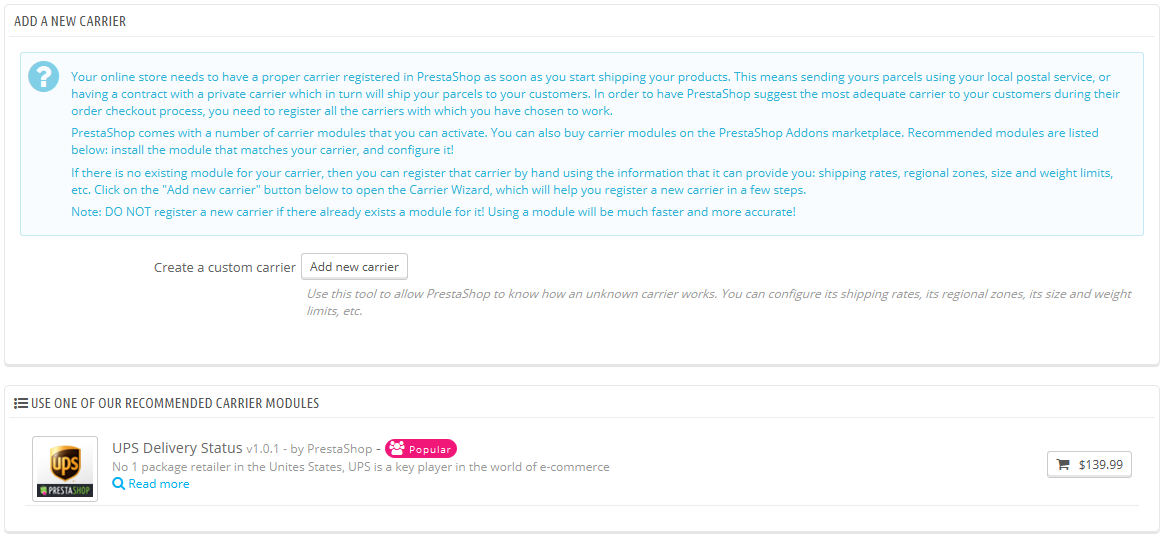 ADD A NEW CARRIER
?
Your online store needs to have a proper carrier registered in PrestaShop as soon as you start shipping your products. This means sending yours parcels using your local postal service, or
having a contract with a private carrier which in turn will ship your parcels to your customers. In order to have PrestaShop suggest the most adequate carrier to your customers during their
order checkout process, you need to register all the carriers with which you have chosen to work.
PrestaShop comes with a number of carrier modules that you can activate. You can also buy carrier modules on the PrestaShop Addons marketplace. Recommended modules are listed
below: install the module that matches your carrier, and configure it!
If there is no existing module for your carrier, then you can register that carrier by hand using the information that it can provide you: shipping rates, regional zones, size and weight limits,
etc. Click on the "Add new carrier" button below to open the Carrier Wizard, which will help you register a new carrier in a few steps.
Note: DO NOT register a new carrier if there already exists a module for it! Using a module will be much faster and more accurate!
Create a custom carrier Add new carrier
Use this tool to allow PrestaShop to know how an unknown carrier works. You can configure its shipping rates, its regional zones, its size and weight
limits, etc.
USE ONE OF OUR RECOMMENDED CARRIER MODULES
ups
PRESTASHOP
UPS Delivery Status v1.0.1 - by PrestaShop - Popular
No 1 package retailer in the Unites States, UPS is a key player in the world of e-commerce
Read more
$139.99